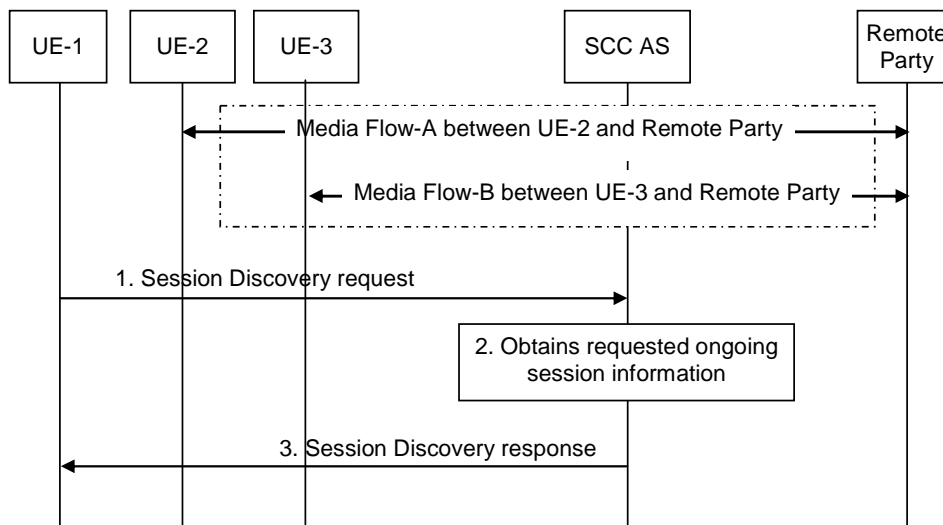 UE-1
UE-2
UE-3
SCC AS
Remote
Party
Media Flow-A between UE-2 and Remote Party
Media Flow-B between UE-3 and Remote Party
1. Session Discovery request
2. Obtains requested ongoing
session information
3. Session Discovery response